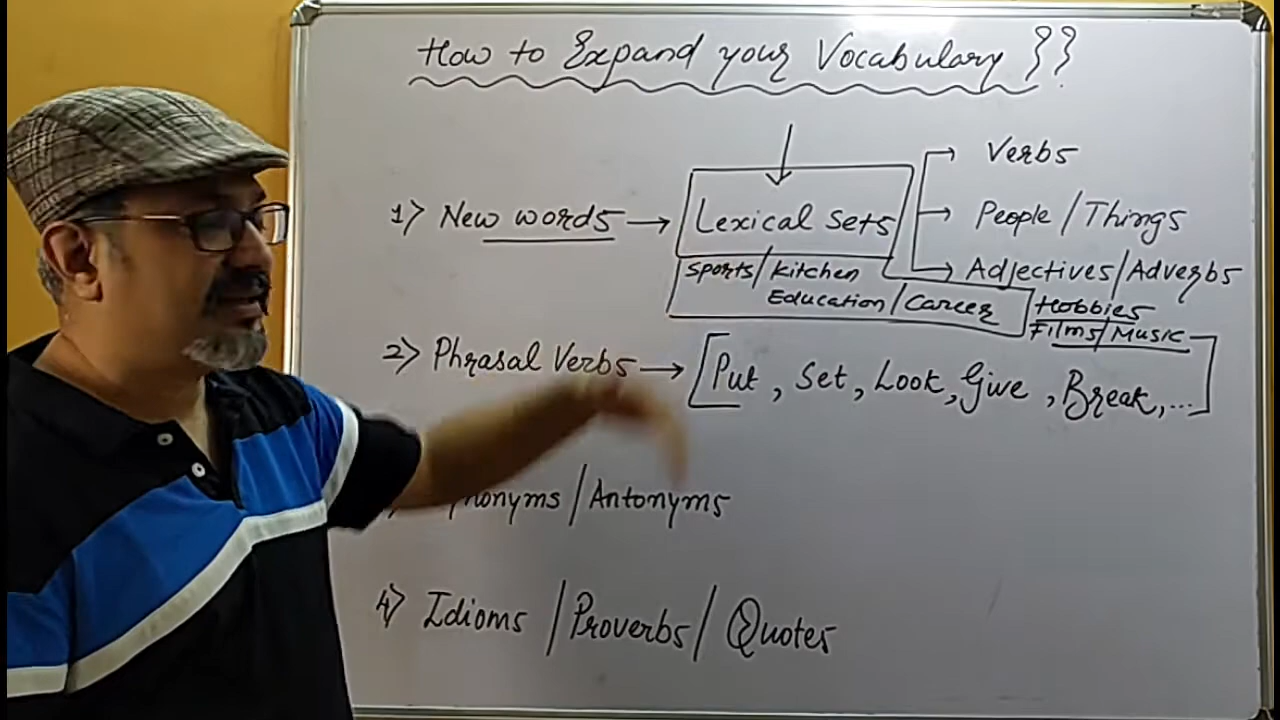 How to Expand your Vocabulary ??
1) New words → Lexical Sets
Verbs
People / Things
Adjectives / Adverbs
Sports / Kitchen
Education / Career
Hobbies
Films / Music
2) Phrasal Verbs → [Put, Set, Look, Give, Break, ...]
/ Antonyms
4) Idioms / Proverbs / Quotes